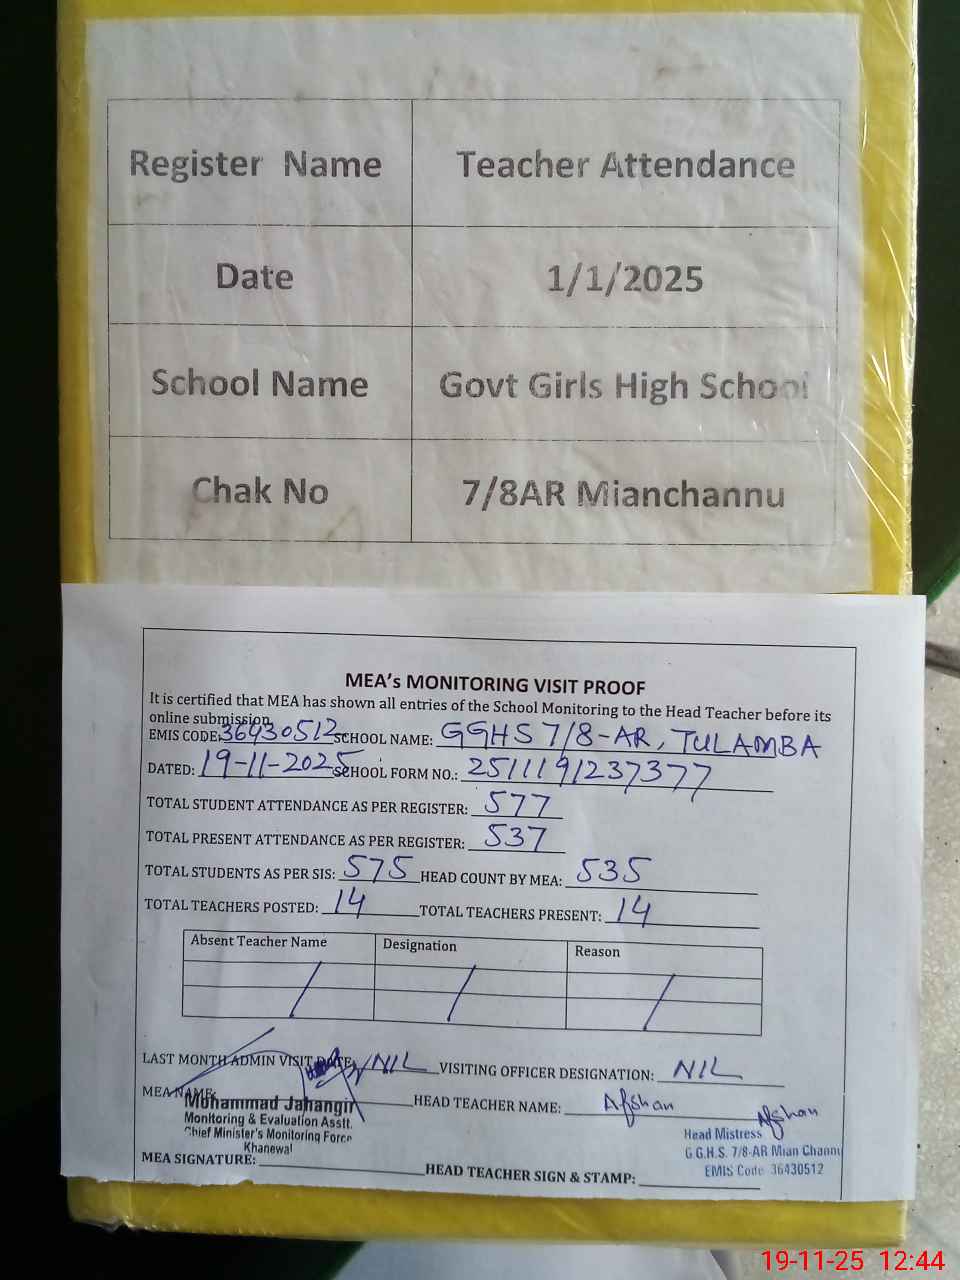 Register Name Teacher Attendance
Date 1/1/2025
School Name Govt Girls High School
Chak No 7/8AR Mianchannu
MEA's MONITORING VISIT PROOF
It is certified that MEA has shown all entries of the School Monitoring to the Head Teacher before its
online submission.
EMIS CODE: 36430512 SCHOOL NAME: GGHS 7/8-AR, TULAMBA
DATED: 19-11-2025 SCHOOL FORM NO.: 251119123 7377
TOTAL STUDENT ATTENDANCE AS PER REGISTER: 577
TOTAL PRESENT ATTENDANCE AS PER REGISTER: 537
TOTAL STUDENTS AS PER SIS: 575 HEAD COUNT BY MEA: 535
TOTAL TEACHERS POSTED: 14 TOTAL TEACHERS PRESENT: 14
Absent Teacher Name Designation Reason
LAST MONTH ADMIN VISIT DATE: NIL VISITING OFFICER DESIGNATION: NIL
MEA NAME: HEAD TEACHER NAME: Afshan
Muhammad Jahangir
Monitoring & Evaluation Asstt.
Chief Minister's Monitoring Force
Khanewal
Afshan
Head Mistress
G.G.H.S. 7/8-AR Mian Channu
EMIS Code 36430512
MEA SIGNATURE: HEAD TEACHER SIGN & STAMP:
19-11-25 12:44